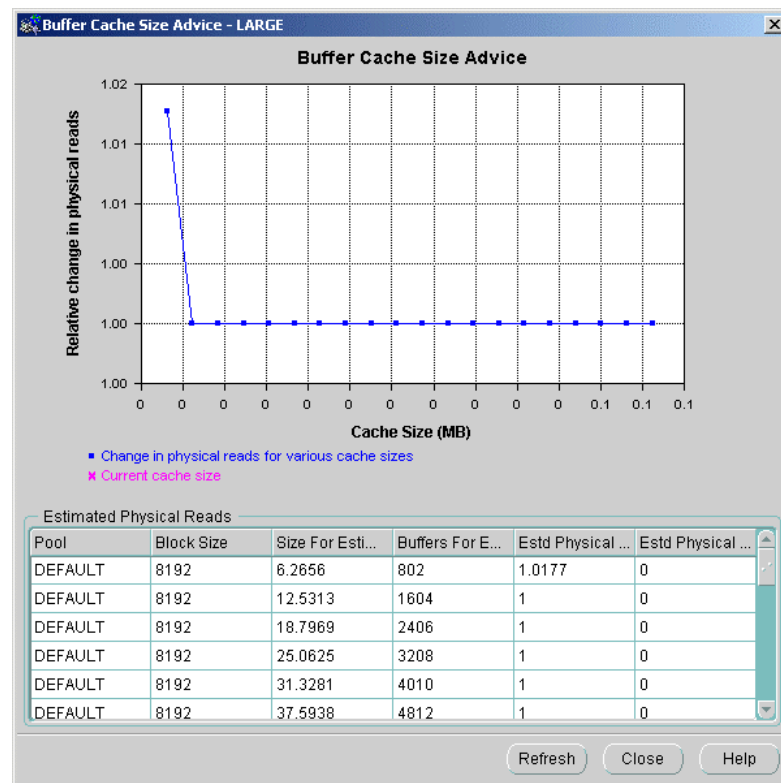 Buffer Cache Size Advice - LARGE
Buffer Cache Size Advice
1.02
1.01
1.01
1.00
1.00
1.00
Relative change in physical reads
0 0 0 0 0 0 0 0 0 0 0 0.1 0.1 0.1
Cache Size (MB)
Change in physical reads for various cache sizes
Current cache size
Estimated Physical Reads
Pool Block Size Size For Esti... Buffers For E... Estd Physical ... Estd Physical ...
DEFAULT 8192 6.2656 802 1.0177 0
DEFAULT 8192 12.5313 1604 1 0
DEFAULT 8192 18.7969 2406 1 0
DEFAULT 8192 25.0625 3208 1 0
DEFAULT 8192 31.3281 4010 1 0
DEFAULT 8192 37.5938 4812 1 0
Refresh Close Help